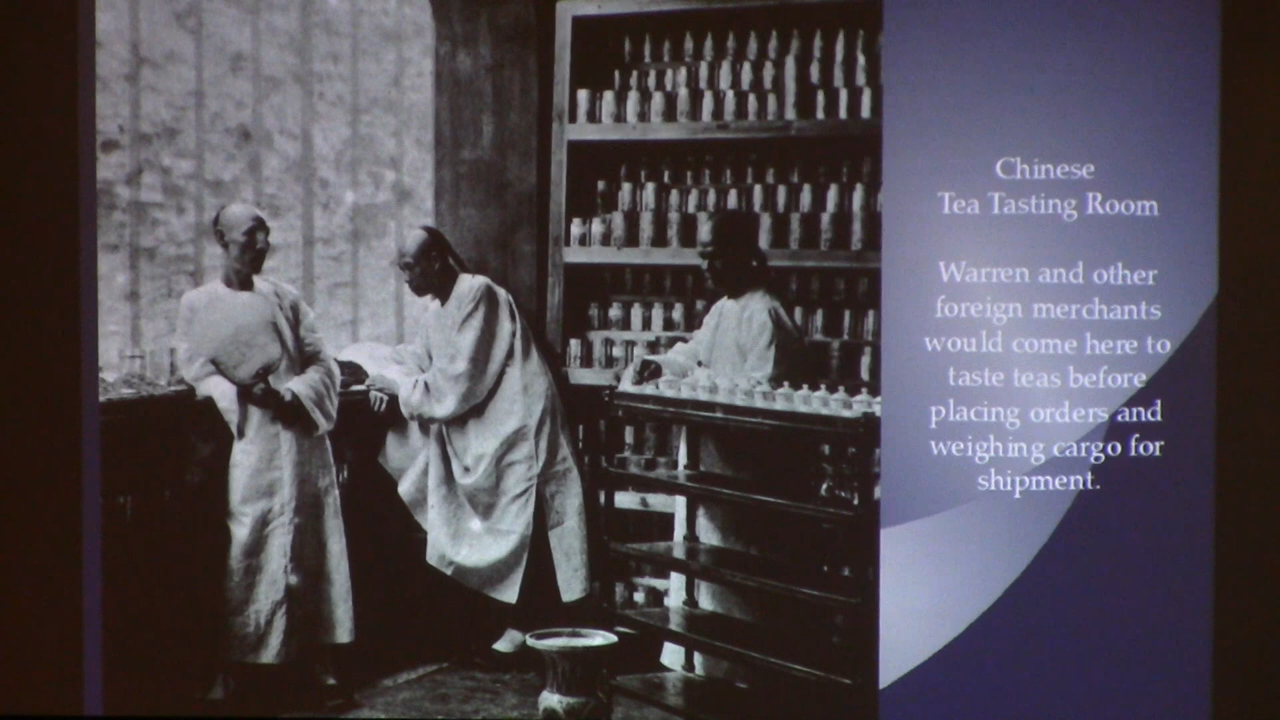 Chinese
Tea Tasting Room
Warren and other
foreign merchants
would come here to
taste teas before
placing orders and
weighing cargo for
shipment.